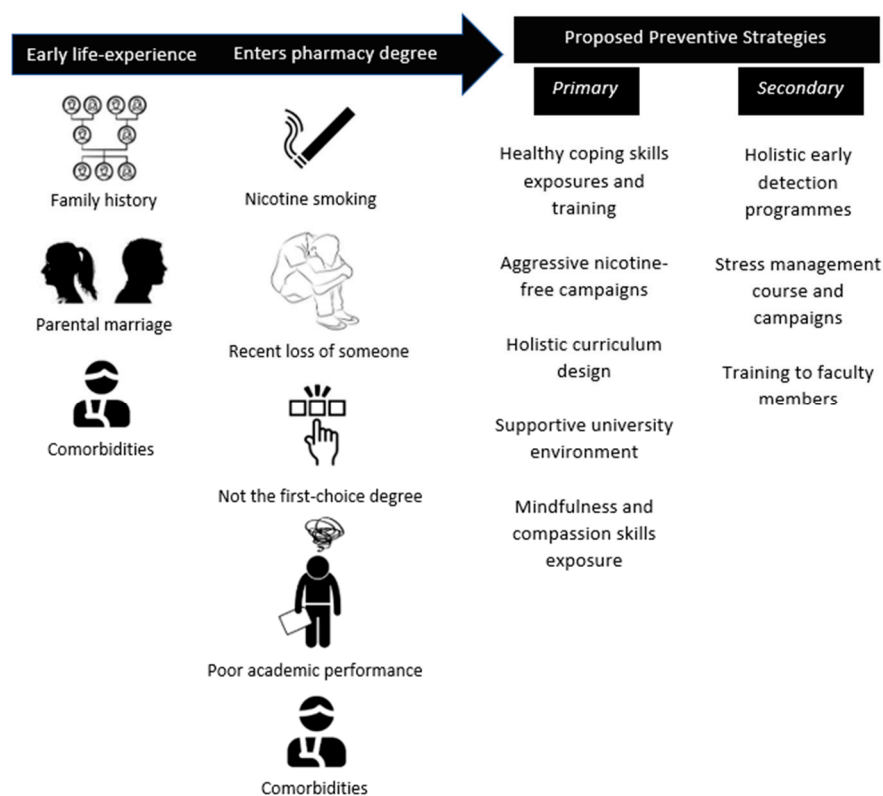 Early life-experience
Enters pharmacy degree
Proposed Preventive Strategies
Primary
Secondary
Family history
Parental marriage
Comorbidities
Nicotine smoking
Recent loss of someone
Not the first-choice degree
Poor academic performance
Comorbidities
Healthy coping skills
exposures and
training
Aggressive nicotine-
free campaigns
Holistic curriculum
design
Supportive university
environment
Mindfulness and
compassion skills
exposure
Holistic early
detection
programmes
Stress management
course and
campaigns
Training to faculty
members